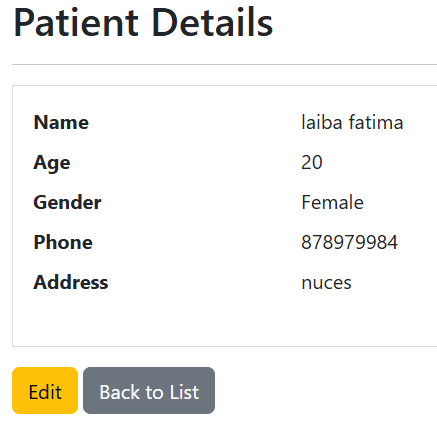 Patient Details
Name laiba fatima
Age 20
Gender Female
Phone 878979984
Address nuces
Edit Back to List